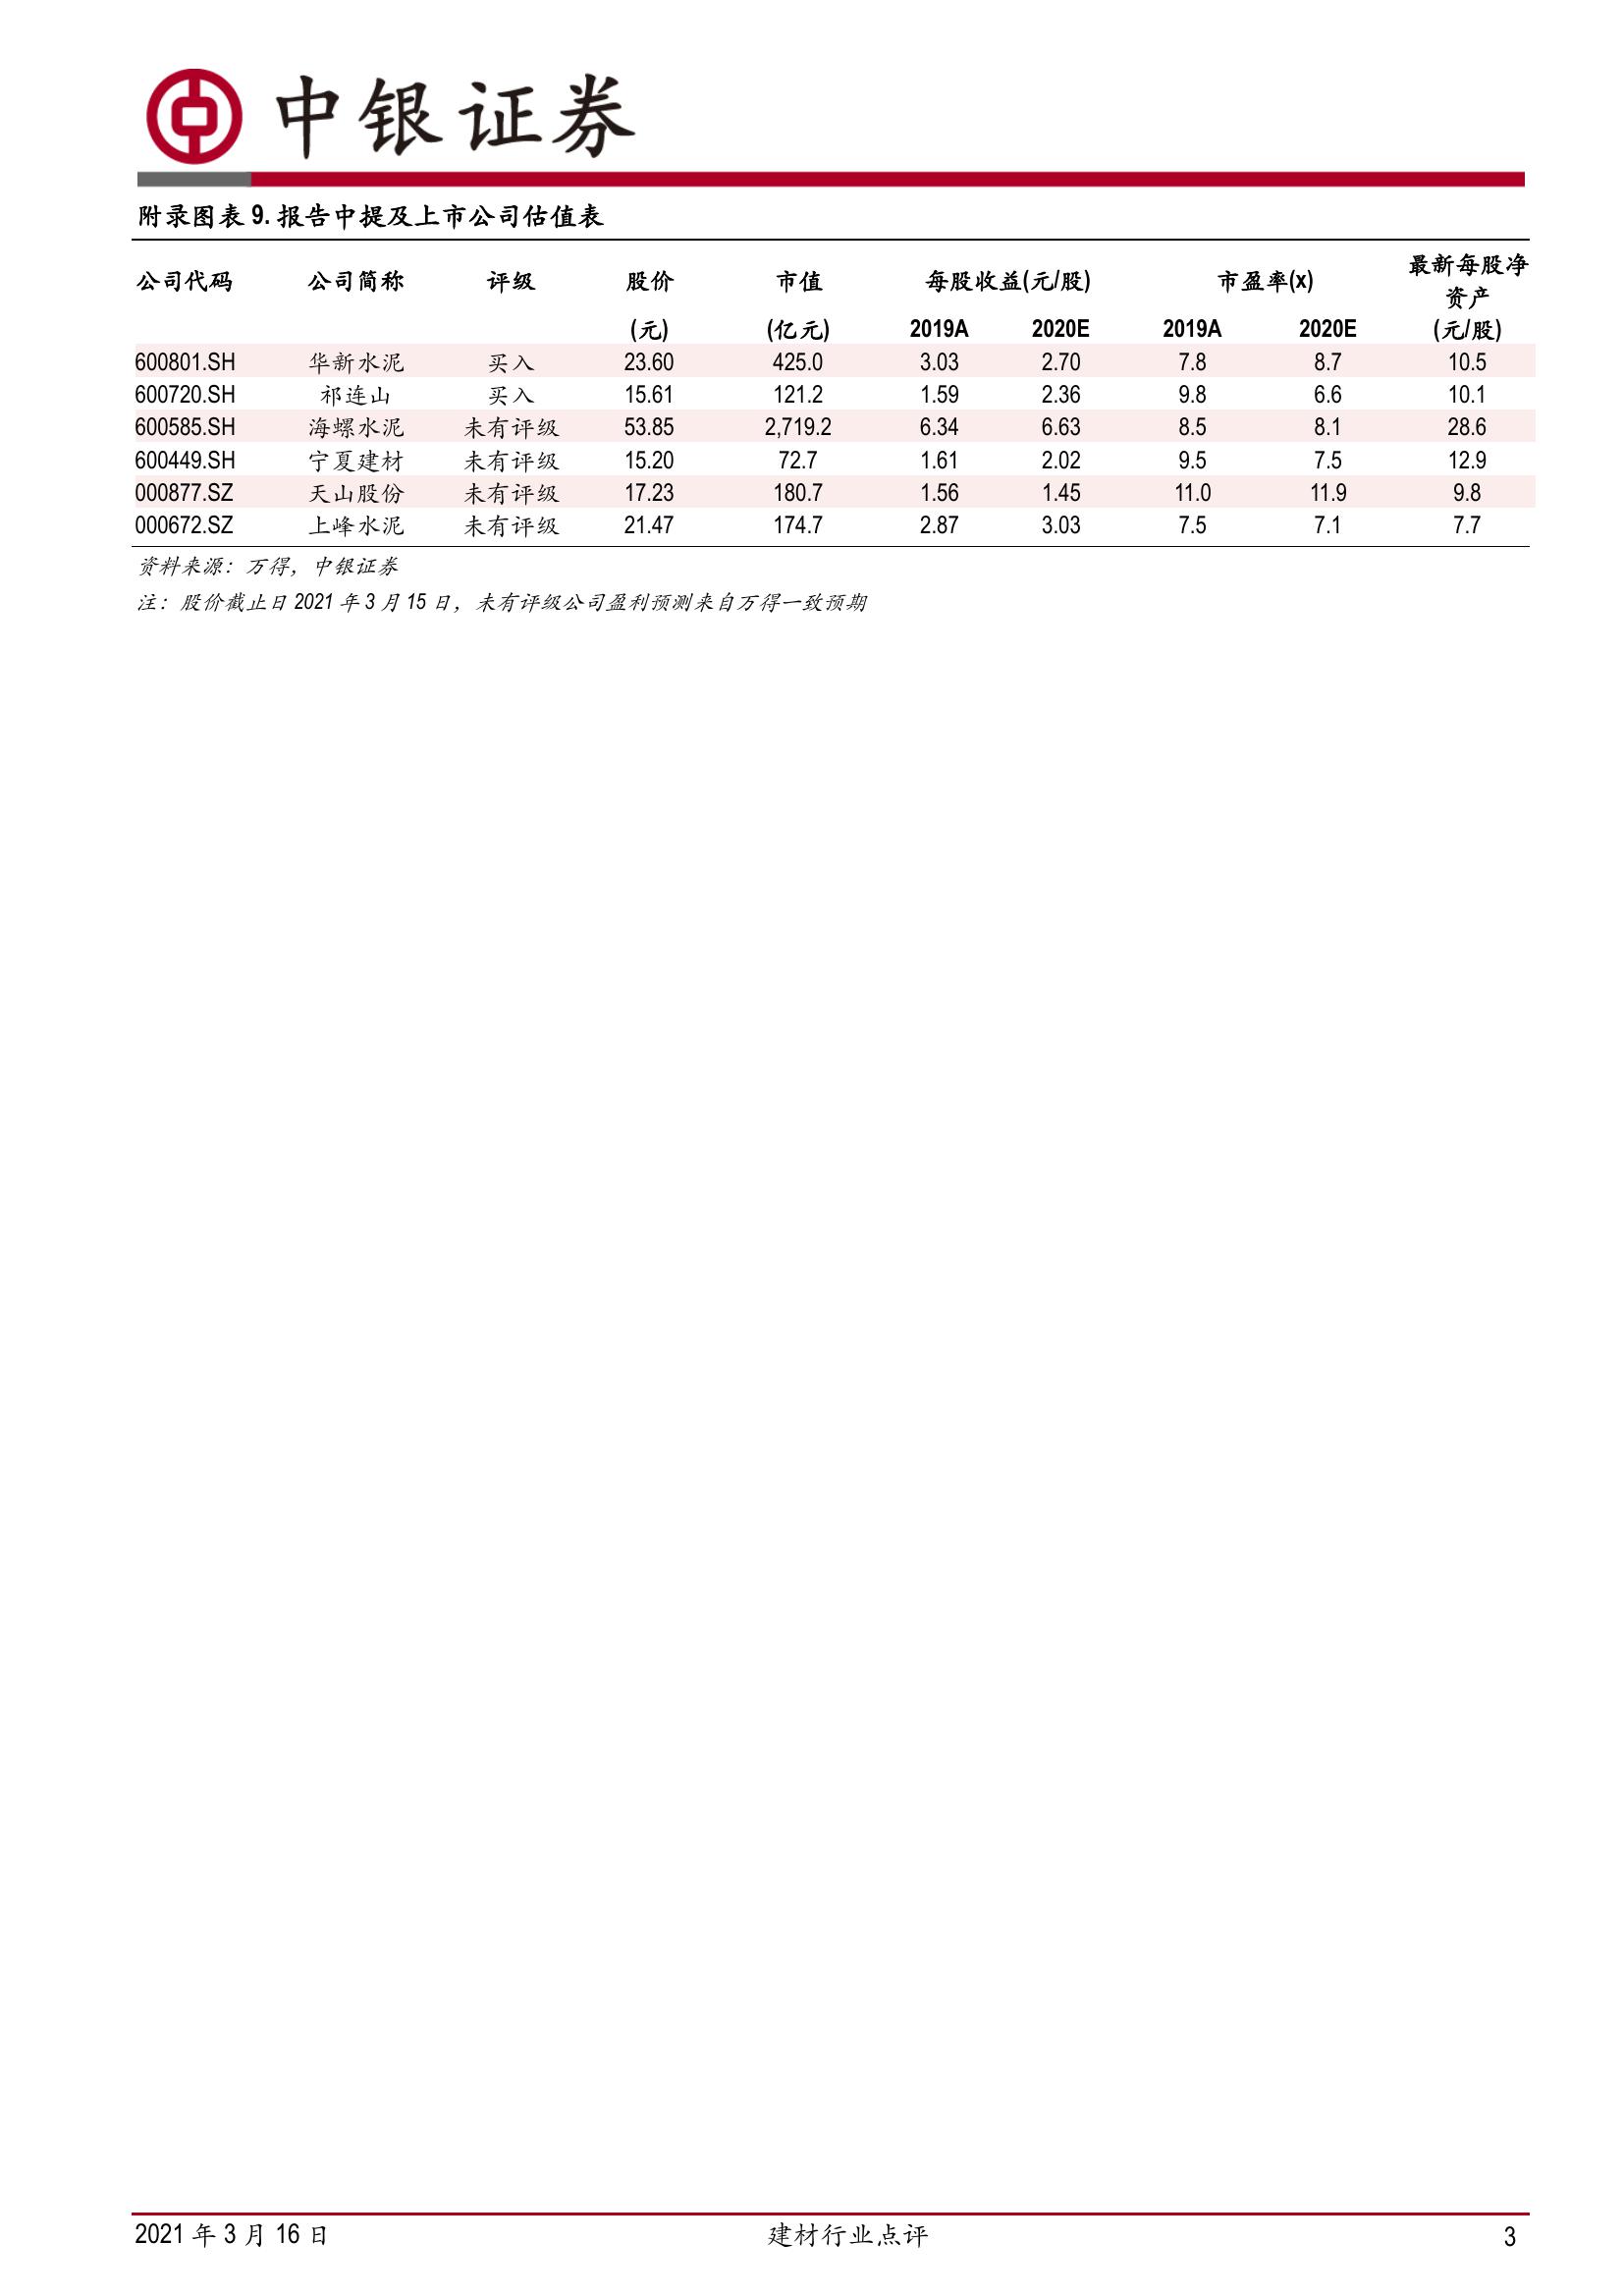 中银证券
附录图表 9. 报告中提及上市公司估值表
公司代码 公司简称 评级 股价 市值 每股收益(元/股) 市盈率(x) 最新每股净
资产
(元) (亿元) 2019A 2020E 2019A 2020E (元/股)
600801.SH 华新水泥 买入 23.60 425.0 3.03 2.70 7.8 8.7 10.5
600720.SH 祁连山 买入 15.61 121.2 1.59 2.36 9.8 6.6 10.1
600585.SH 海螺水泥 未有评级 53.85 2,719.2 6.34 6.63 8.5 8.1 28.6
600449.SH 宁夏建材 未有评级 15.20 72.7 1.61 2.02 9.5 7.5 12.9
000877.SZ 天山股份 未有评级 17.23 180.7 1.56 1.45 11.0 11.9 9.8
000672.SZ 上峰水泥 未有评级 21.47 174.7 2.87 3.03 7.5 7.1 7.7
资料来源：万得，中银证券
注：股价截止日 2021 年 3 月 15 日，未有评级公司盈利预测来自万得一致预期
2021 年 3 月 16 日 建材行业点评 3